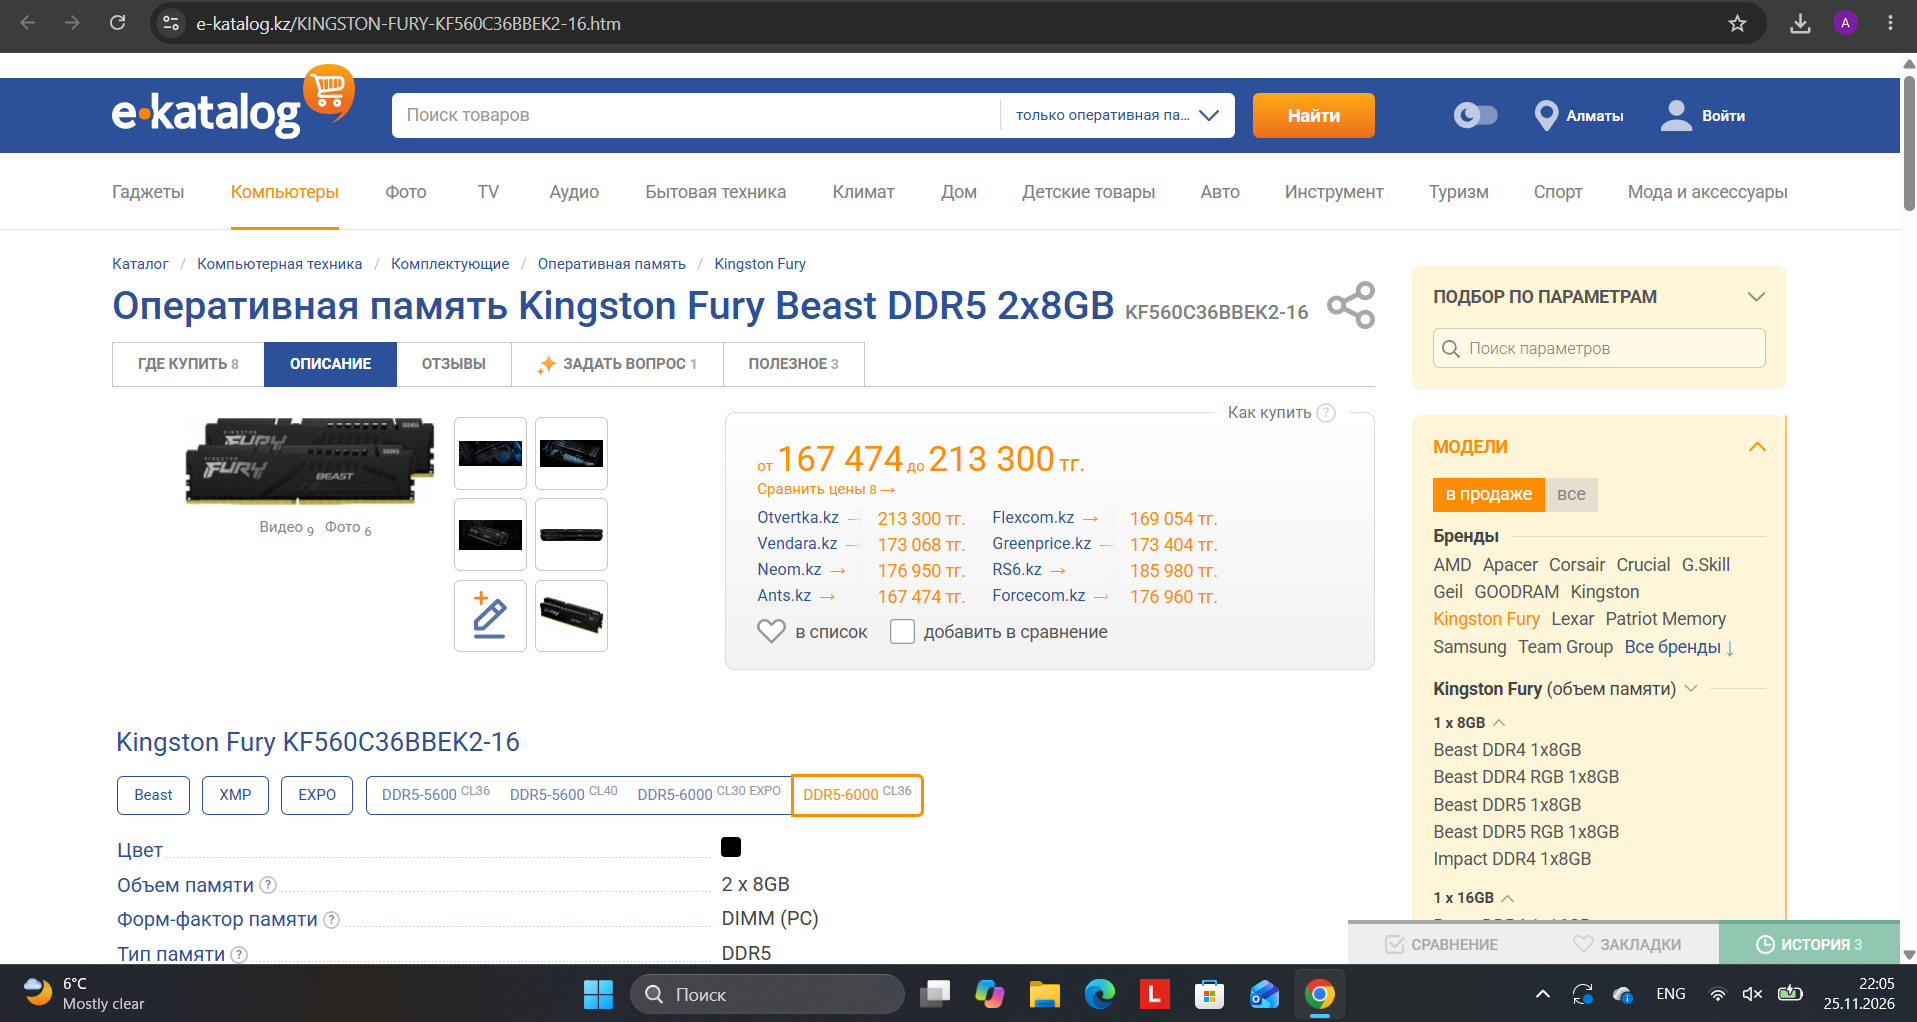 e-katalog.kz/KINGSTON-FURY-KF560C36BBEK2-16.htm
A
e·katalog
Поиск товаров
только оперативная па...
Найти
Алматы
Войти
Гаджеты Компьютеры Фото TV Аудио Бытовая техника Климат Дом Детские товары Авто Инструмент Туризм Спорт Мода и аксессуары
Каталог / Компьютерная техника / Комплектующие / Оперативная память / Kingston Fury
Оперативная память Kingston Fury Beast DDR5 2x8GB KF560C36BBEK2-16
ГДЕ КУПИТЬ 8 ОПИСАНИЕ ОТЗЫВЫ ЗАДАТЬ ВОПРОС 1 ПОЛЕЗНОЕ 3
FURY
KINGSTON
FURY
BEAST
DDR5
Видео 9 Фото 6
Как купить ?
от 167 474 до 213 300 тг.
Сравнить цены 8 →
Otvertka.kz → 213 300 тг. Flexcom.kz → 169 054 тг.
Vendara.kz → 173 068 тг. Greenprice.kz → 173 404 тг.
Neom.kz → 176 950 тг. RS6.kz → 185 980 тг.
Ants.kz → 167 474 тг. Forcecom.kz → 176 960 тг.
в список добавить в сравнение
Kingston Fury KF560C36BBEK2-16
Beast XMP EXPO DDR5-5600 CL36 DDR5-5600 CL40 DDR5-6000 CL30 EXPO DDR5-6000 CL36
Цвет
Объем памяти ? 2 x 8GB
Форм-фактор памяти ? DIMM (PC)
Тип памяти ? DDR5
ПОДБОР ПО ПАРАМЕТРАМ
Поиск параметров
МОДЕЛИ
в продаже все
Бренды
AMD Apacer Corsair Crucial G.Skill
Geil GOODRAM Kingston
Kingston Fury Lexar Patriot Memory
Samsung Team Group Все бренды ↓
Kingston Fury (объем памяти)
1 x 8GB
Beast DDR4 1x8GB
Beast DDR4 RGB 1x8GB
Beast DDR5 1x8GB
Beast DDR5 RGB 1x8GB
Impact DDR4 1x8GB
1 x 16GB
СРАВНЕНИЕ ЗАКЛАДКИ ИСТОРИЯ 3
6°C
Mostly clear
Поиск
L
ENG
22:05
25.11.2026